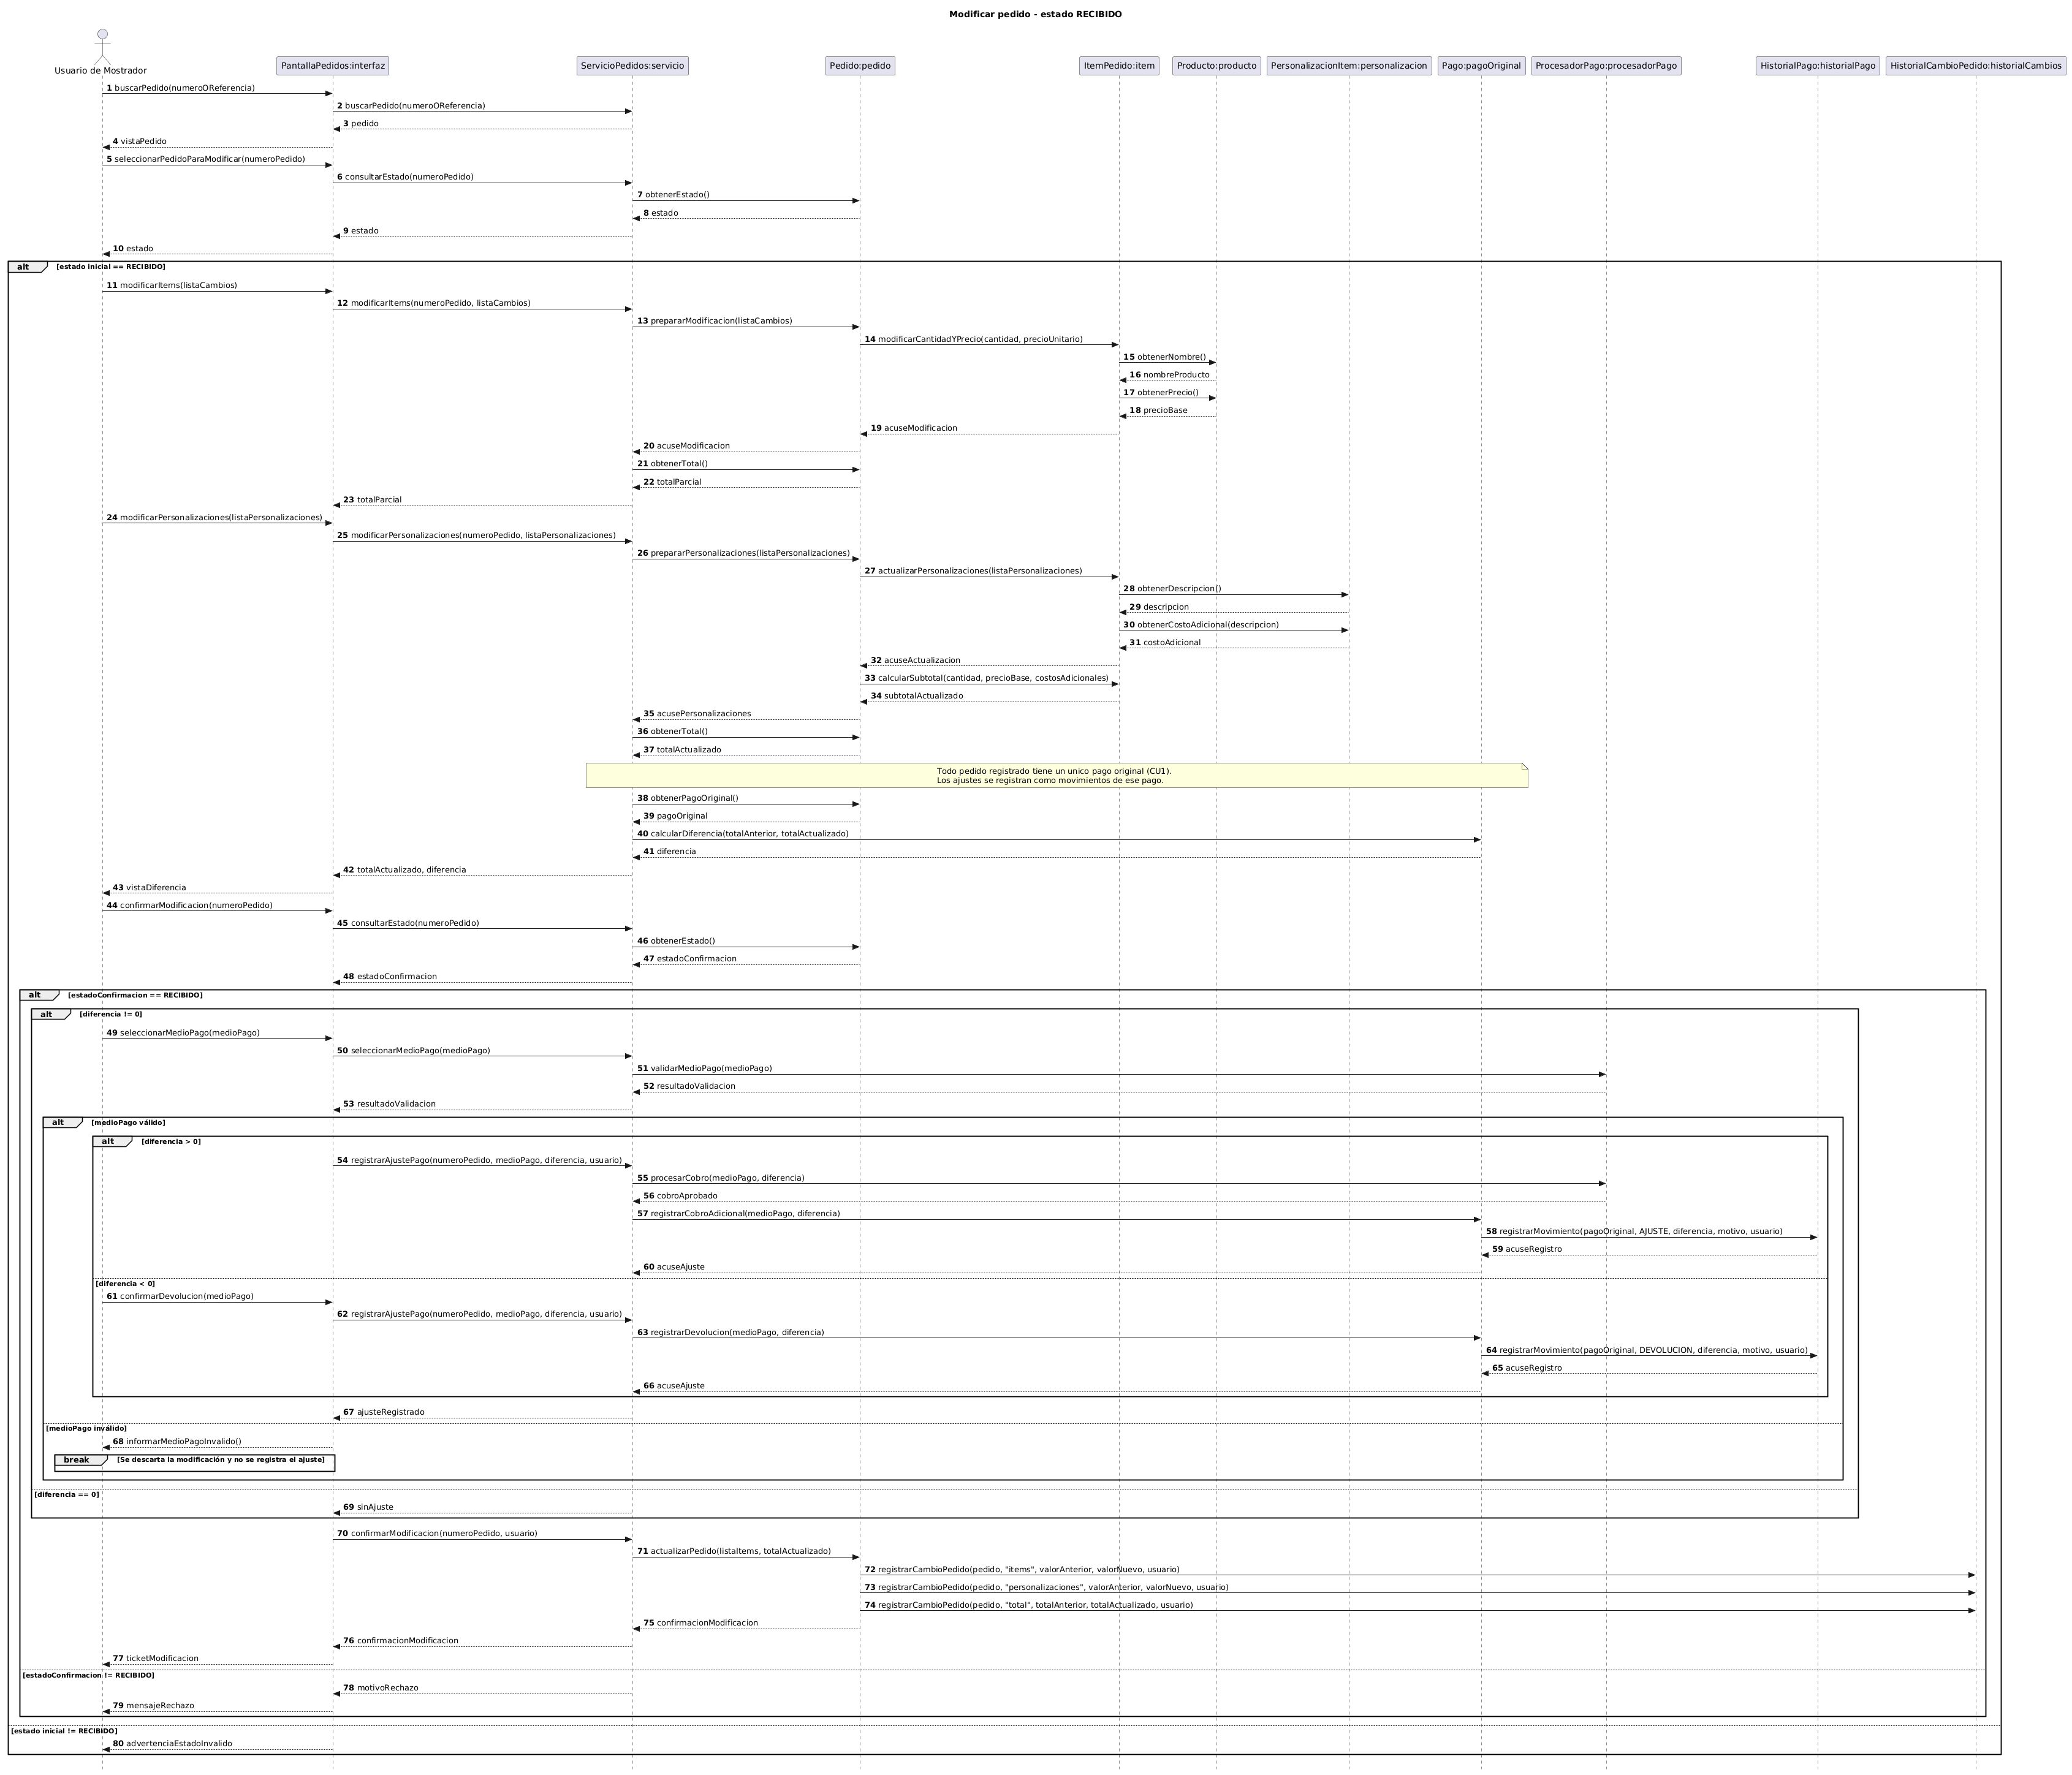 Modificar pedido - estado RECIBIDO
Usuario de Mostrador
PantallaPedidos:interfaz
ServicioPedidos:servicio
Pedido:pedido
ItemPedido:item
Producto:producto
PersonalizacionItem:personalizacion
Pago:pagoOriginal
ProcesadorPago:procesadorPago
HistorialPago:historialPago
HistorialCambioPedido:historialCambios
1 buscarPedido(numeroOReferencia)
2 buscarPedido(numeroOReferencia)
3 pedido
4 vistaPedido
5 seleccionarPedidoParaModificar(numeroPedido)
6 consultarEstado(numeroPedido)
7 obtenerEstado()
8 estado
9 estado
10 estado
alt [estado inicial == RECIBIDO]
11 modificarItems(listaCambios)
12 modificarItems(numeroPedido, listaCambios)
13 prepararModificacion(listaCambios)
14 modificarCantidadYPrecio(cantidad, precioUnitario)
15 obtenerNombre()
16 nombreProducto
17 obtenerPrecio()
18 precioBase
19 acuseModificacion
20 acuseModificacion
21 obtenerTotal()
22 totalParcial
23 totalParcial
24 modificarPersonalizaciones(listaPersonalizaciones)
25 modificarPersonalizaciones(numeroPedido, listaPersonalizaciones)
26 prepararPersonalizaciones(listaPersonalizaciones)
27 actualizarPersonalizaciones(listaPersonalizaciones)
28 obtenerDescripcion()
29 descripcion
30 obtenerCostoAdicional(descripcion)
31 costoAdicional
32 acuseActualizacion
33 calcularSubtotal(cantidad, precioBase, costosAdicionales)
34 subtotalActualizado
35 acusePersonalizaciones
36 obtenerTotal()
37 totalActualizado
Todo pedido registrado tiene un unico pago original (CU1).
Los ajustes se registran como movimientos de ese pago.
38 obtenerPagoOriginal()
39 pagoOriginal
40 calcularDiferencia(totalAnterior, totalActualizado)
41 diferencia
42 totalActualizado, diferencia
43 vistaDiferencia
44 confirmarModificacion(numeroPedido)
45 consultarEstado(numeroPedido)
46 obtenerEstado()
47 estadoConfirmacion
48 estadoConfirmacion
alt [estadoConfirmacion == RECIBIDO]
alt [diferencia != 0]
49 seleccionarMedioPago(medioPago)
50 seleccionarMedioPago(medioPago)
51 validarMedioPago(medioPago)
52 resultadoValidacion
53 resultadoValidacion
alt [medioPago válido]
alt [diferencia > 0]
54 registrarAjustePago(numeroPedido, medioPago, diferencia, usuario)
55 procesarCobro(medioPago, diferencia)
56 cobroAprobado
57 registrarCobroAdicional(medioPago, diferencia)
58 registrarMovimiento(pagoOriginal, AJUSTE, diferencia, motivo, usuario)
59 acuseRegistro
60 acuseAjuste
[diferencia < 0]
61 confirmarDevolucion(medioPago)
62 registrarAjustePago(numeroPedido, medioPago, diferencia, usuario)
63 registrarDevolucion(medioPago, diferencia)
64 registrarMovimiento(pagoOriginal, DEVOLUCION, diferencia, motivo, usuario)
65 acuseRegistro
66 acuseAjuste
67 ajusteRegistrado
[medioPago inválido]
68 informarMedioPagoInvalido()
break [Se descarta la modificación y no se registra el ajuste]
[diferencia == 0]
69 sinAjuste
70 confirmarModificacion(numeroPedido, usuario)
71 actualizarPedido(listaItems, totalActualizado)
72 registrarCambioPedido(pedido, "items", valorAnterior, valorNuevo, usuario)
73 registrarCambioPedido(pedido, "personalizaciones", valorAnterior, valorNuevo, usuario)
74 registrarCambioPedido(pedido, "total", totalAnterior, totalActualizado, usuario)
75 confirmacionModificacion
76 confirmacionModificacion
77 ticketModificacion
[estadoConfirmacion != RECIBIDO]
78 motivoRechazo
79 mensajeRechazo
[estado inicial != RECIBIDO]
80 advertenciaEstadoInvalido